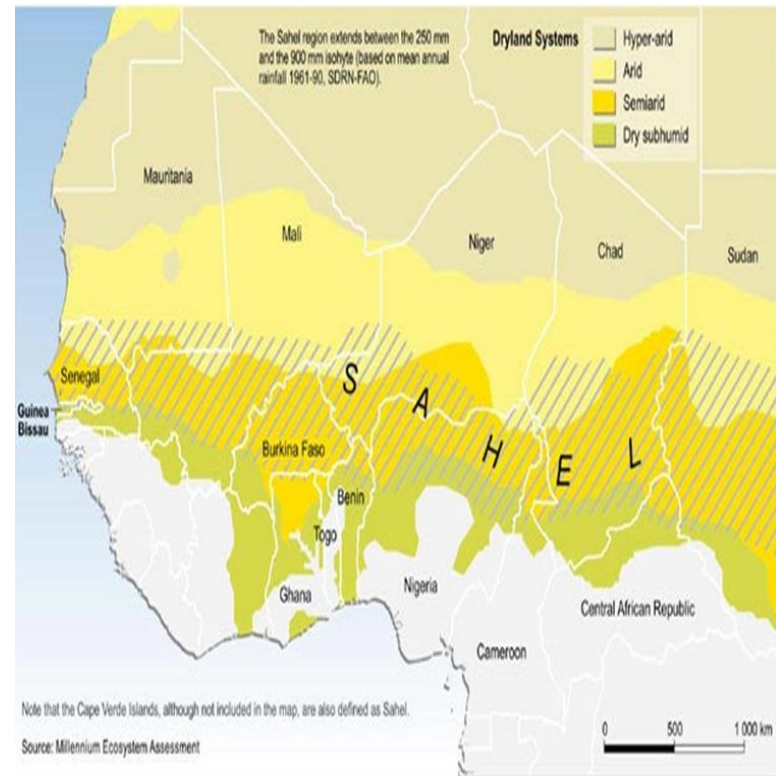 The Sahel region extends between the 250 mm
and the 900 mm isohyte (based on mean annual
rainfall 1961-90, SDRN-FAO).
Dryland Systems
Hyper-arid
Arid
Semiarid
Dry subhumid
Mauritania
Mali
Niger
Chad
Sudan
Senegal
Guinea
Bissau
SAHEL
Burkina Faso
Benin
Togo
Ghana
Nigeria
Cameroon
Central African Republic
Note that the Cape Verde Islands, although not included in the map, are also defined as Sahel.
Source: Millennium Ecosystem Assessment
0 500 1 000 km